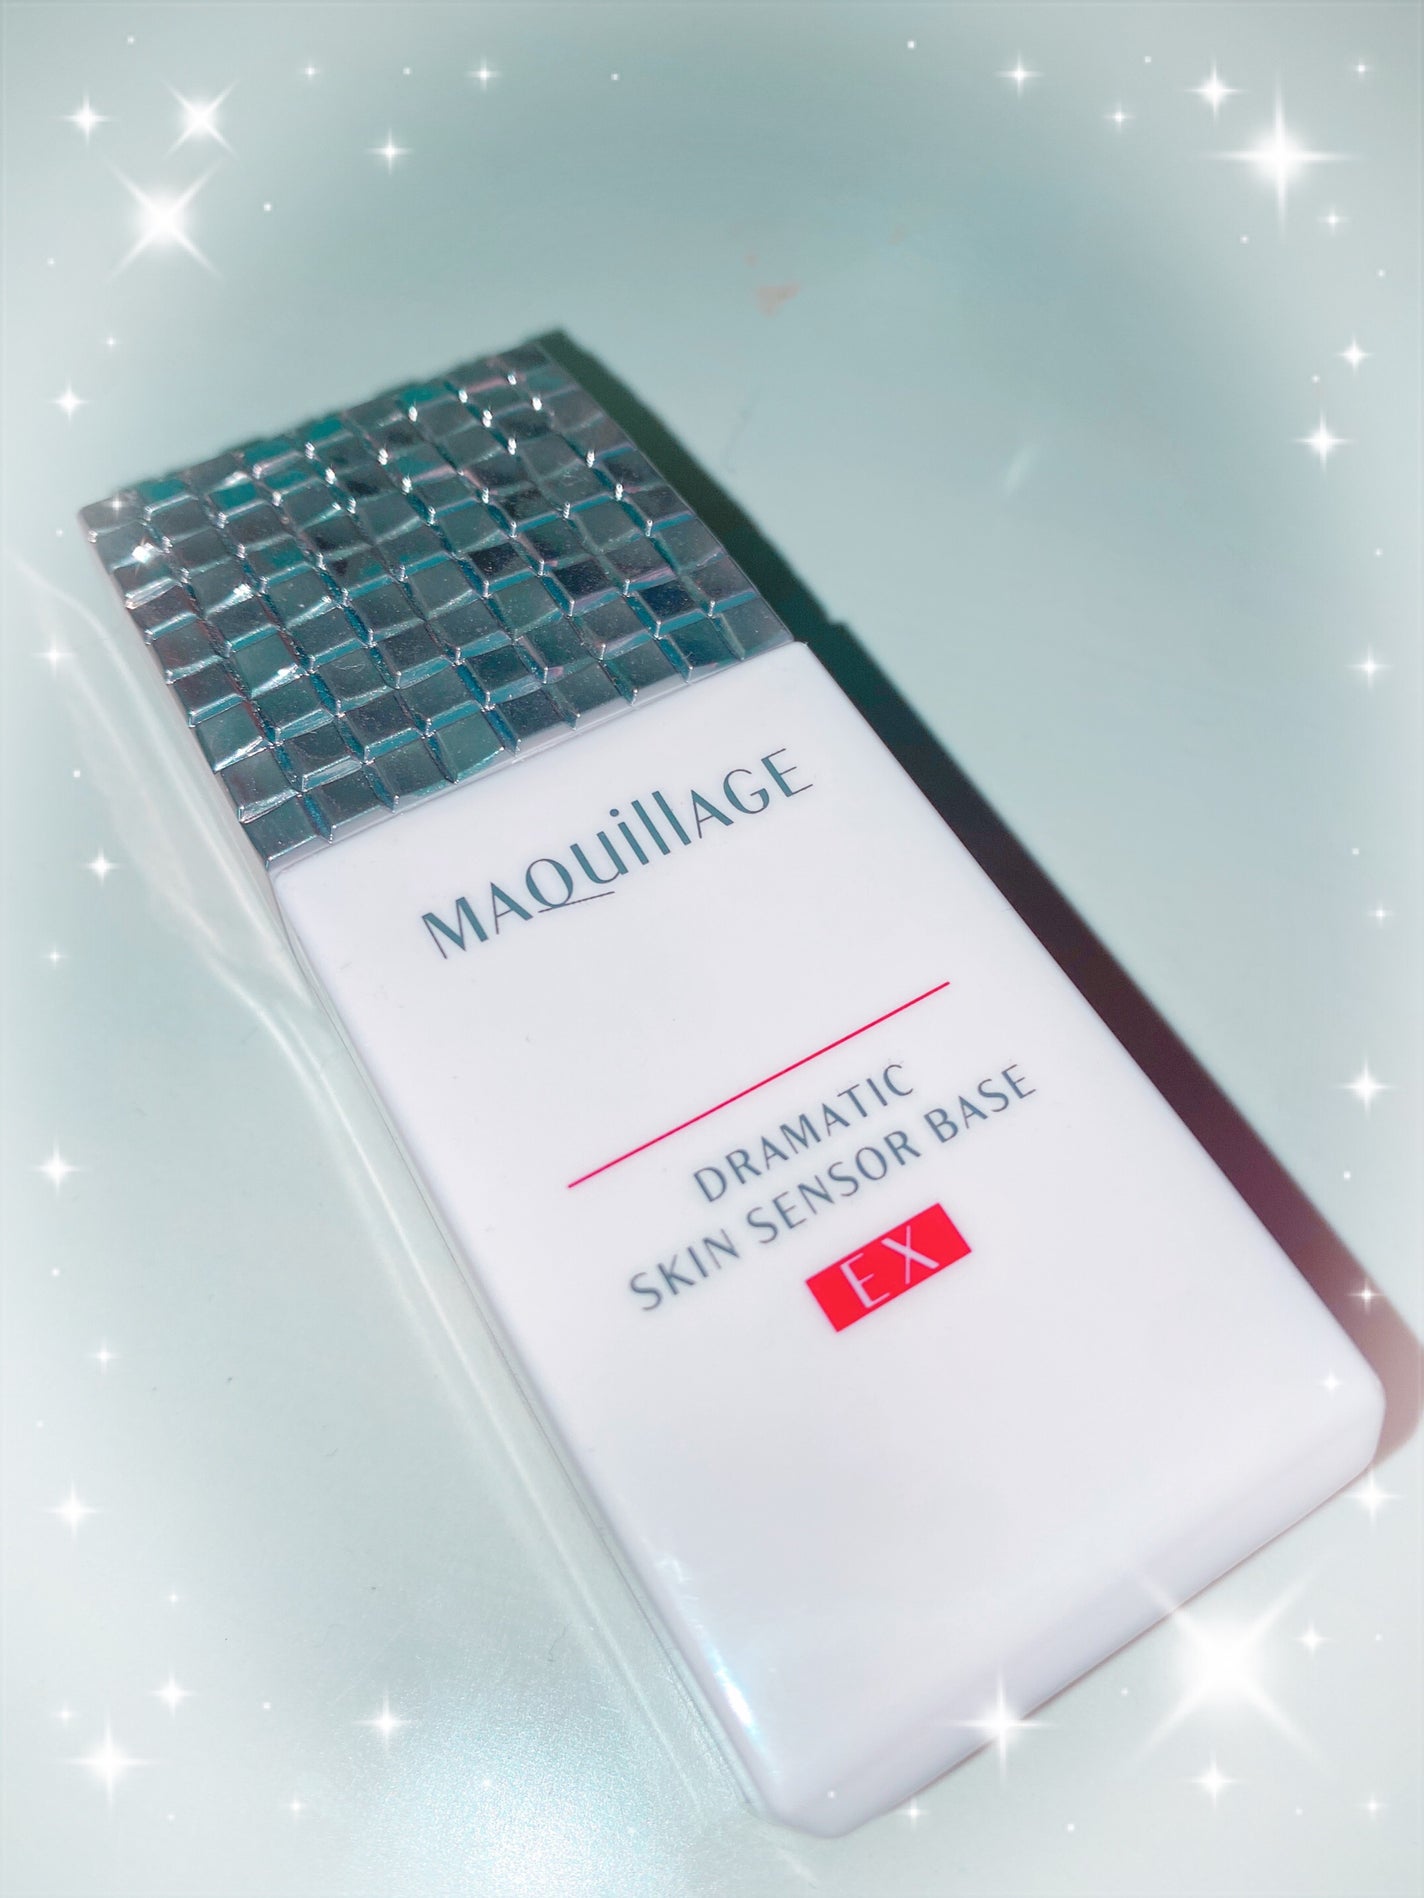 MAQuillAGE
DRAMATIC
SKIN SENSOR BASE
EX